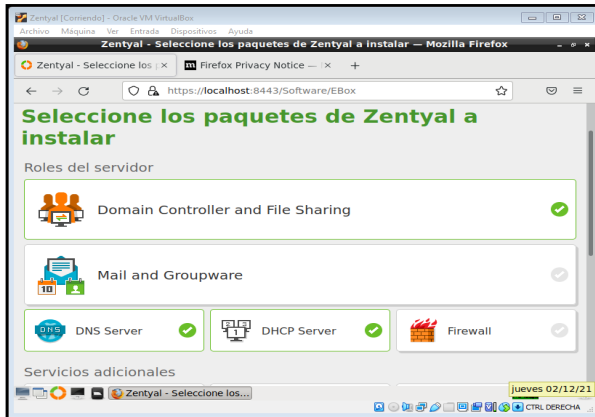 Zentyal [Corriendo] - Oracle VM VirtualBox
Archivo Máquina Ver Entrada Dispositivos Ayuda
Zentyal - Seleccione los paquetes de Zentyal a instalar — Mozilla Firefox
Zentyal - Seleccione los p
Firefox Privacy Notice —
https://localhost:8443/Software/EBox
Seleccione los paquetes de Zentyal a
instalar
Roles del servidor
Domain Controller and File Sharing
10
Mail and Groupware
DNS
DNS Server
DHCP Server
Firewall
Servicios adicionales
Zentyal - Seleccione los...
jueves 02/12/21
CTRL DERECHA